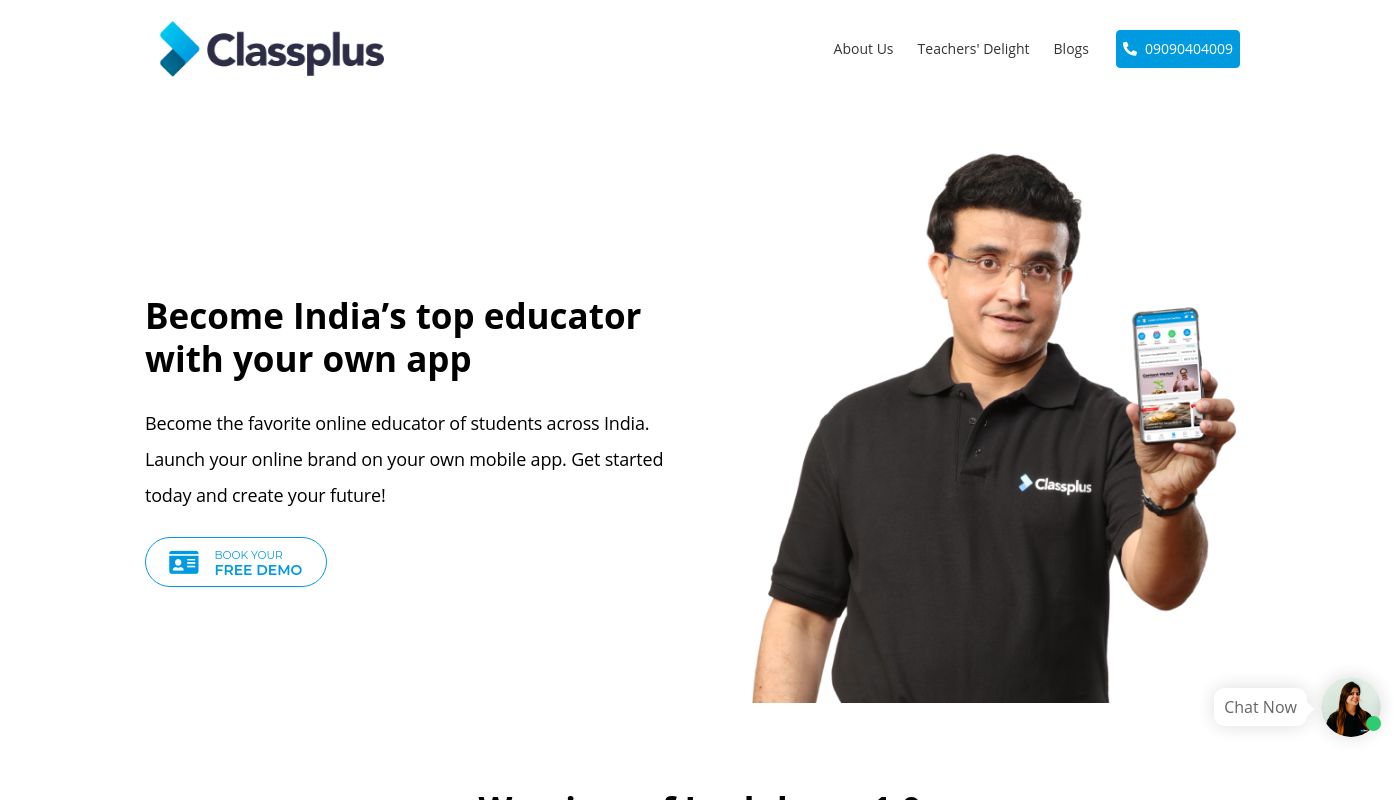 Classplus
About Us
Teachers' Delight
Blogs
09090404009
Become India’s top educator
with your own app
Become the favorite online educator of students across India.
Launch your online brand on your own mobile app. Get started
today and create your future!
BOOK YOUR
FREE DEMO
Classplus
Chat Now